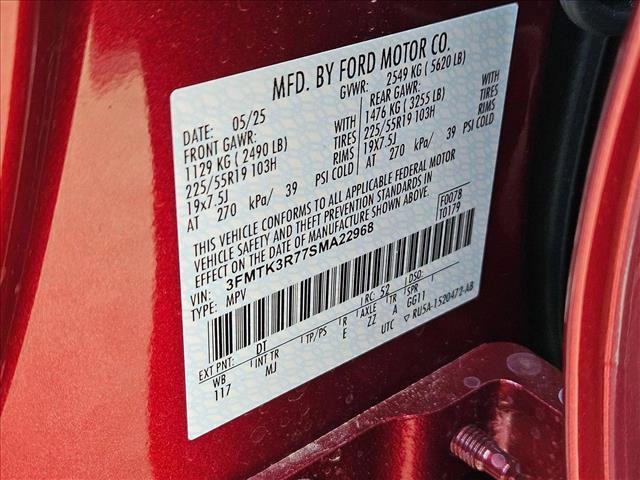 MFD. BY FORD MOTOR CO.
DATE: 05/25 GVWR: 2549 KG ( 5620 LB)
FRONT GAWR: REAR GAWR: WITH
1129 KG ( 2490 LB) WITH 1476 KG ( 3255 LB) TIRES
225/55R19 103H TIRES 225/55R19 103H RIMS
19x7.5J RIMS 19x7.5J
AT 270 kPa/ 39 PSI COLD AT 270 kPa/ 39 PSI COLD
THIS VEHICLE CONFORMS TO ALL APPLICABLE FEDERAL MOTOR
VEHICLE SAFETY AND THEFT PREVENTION STANDARDS IN
EFFECT ON THE DATE OF MANUFACTURE SHOWN ABOVE.
VIN: 3FMTK3R77SMA22968 F0078
TYPE: MPV T0179
EXT PNT: DT RC: 52 DSO:
WB INT TR TP/PS R AXLE TR SPR
117 MJ E ZZ A GG11
UTC RU5A-1520472-AB